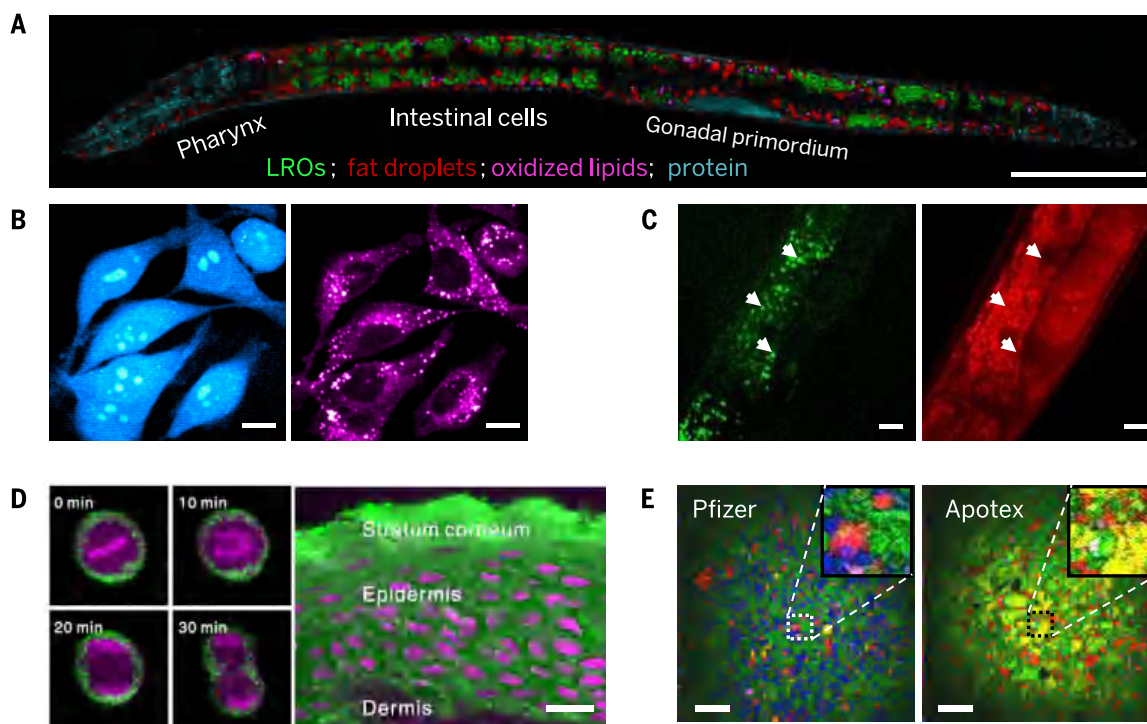 A
Pharynx
Intestinal cells
Gonadal primordium
LROs; fat droplets; oxidized lipids; protein
B
C
D
0 min
10 min
20 min
30 min
Stratum corneum
Epidermis
Dermis
E
Pfizer
Apotex